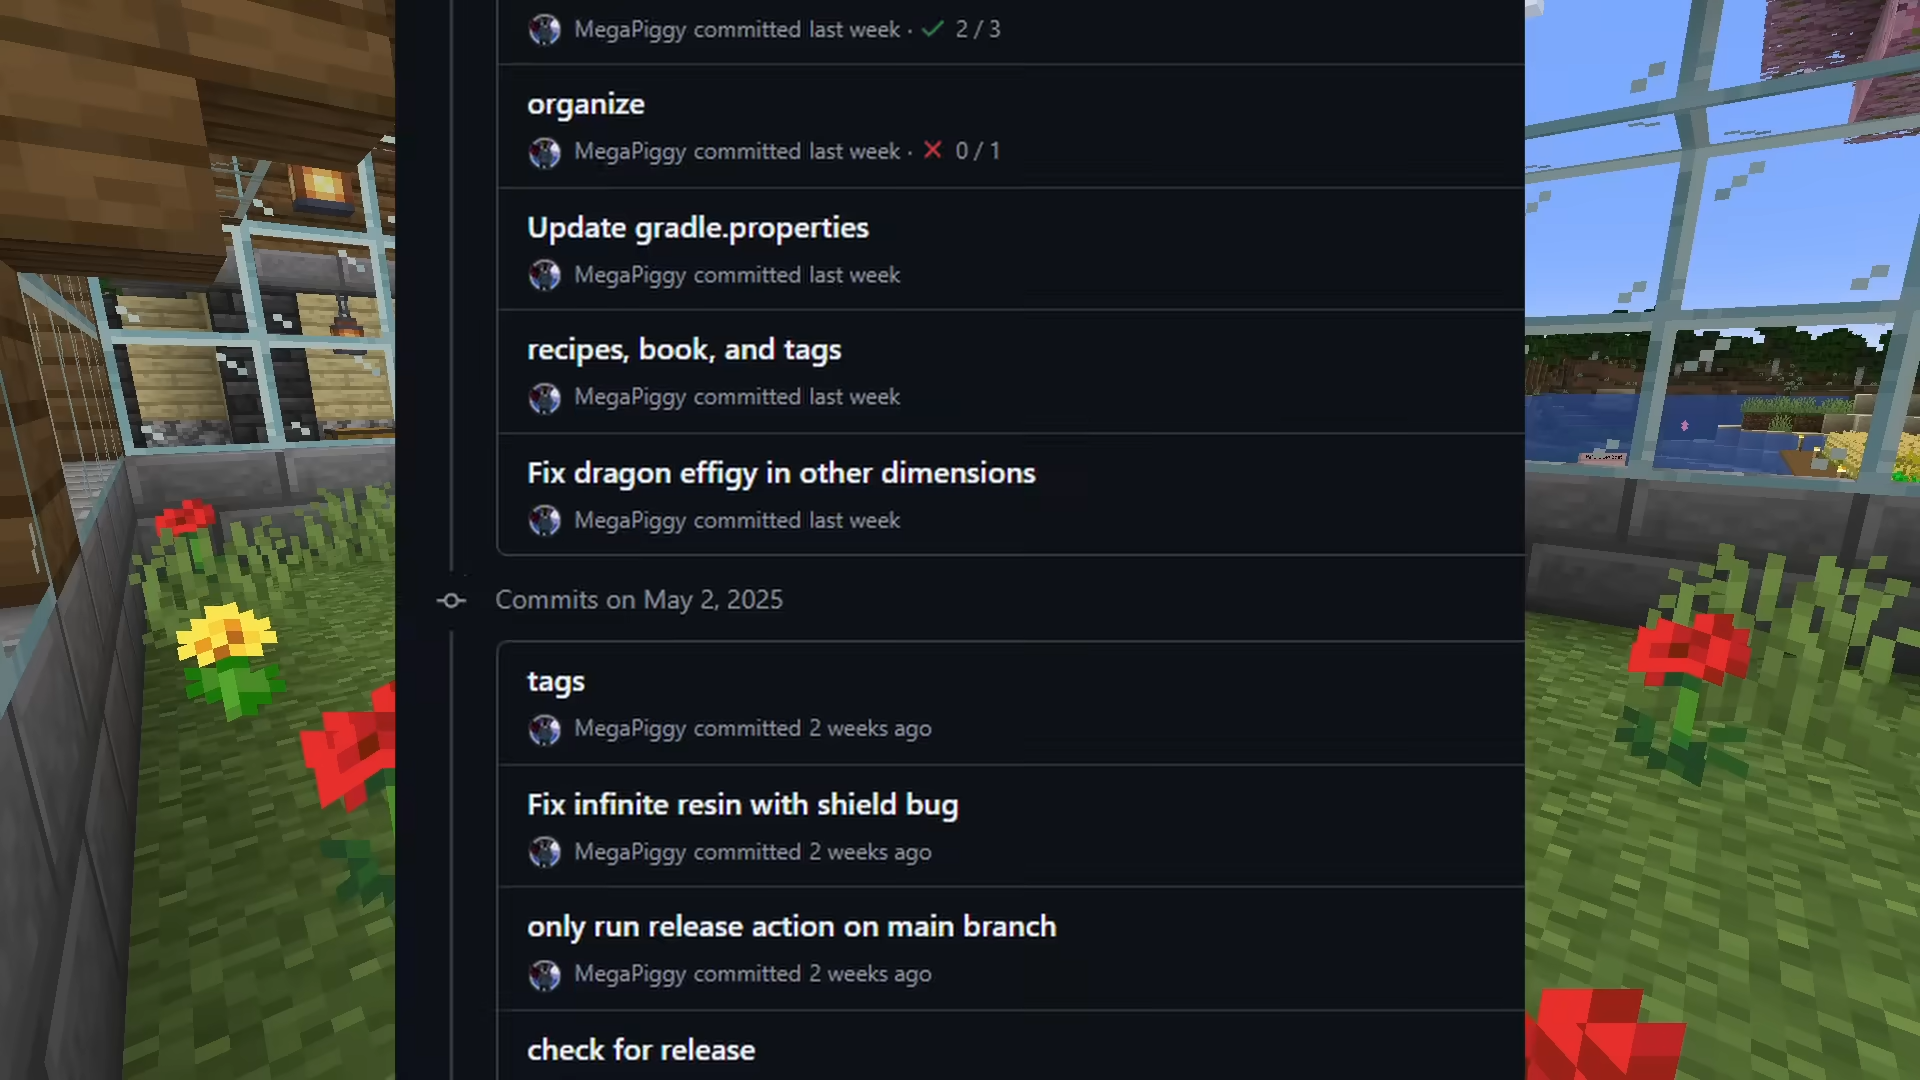 MegaPiggy committed last week · ✓ 2 / 3
organize
MegaPiggy committed last week · ✕ 0 / 1
Update gradle.properties
MegaPiggy committed last week
recipes, book, and tags
MegaPiggy committed last week
Fix dragon effigy in other dimensions
MegaPiggy committed last week
Commits on May 2, 2025
tags
MegaPiggy committed 2 weeks ago
Fix infinite resin with shield bug
MegaPiggy committed 2 weeks ago
only run release action on main branch
MegaPiggy committed 2 weeks ago
check for release